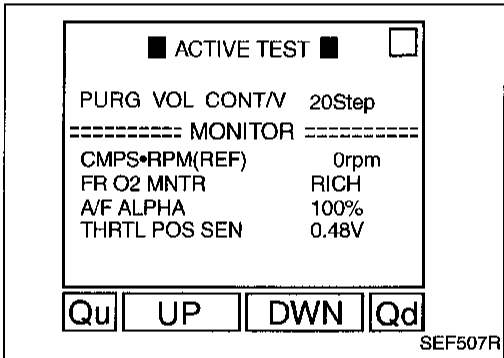 ■ ACTIVE TEST ■
PURG VOL CONT/V 20Step
========== MONITOR ==========
CMPS•RPM(REF) 0rpm
FR O2 MNTR RICH
A/F ALPHA 100%
THRTL POS SEN 0.48V
Qu UP DWN Qd
SEF507R